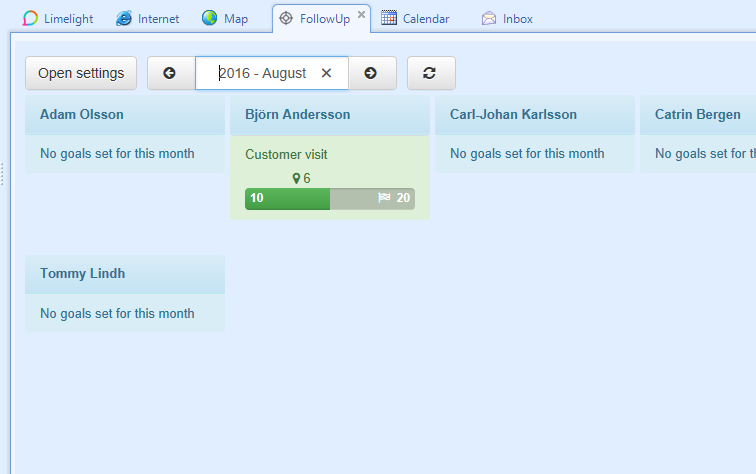 Limelight Internet Map FollowUp Calendar Inbox
Open settings 2016 - August
Adam Olsson Björn Andersson Carl-Johan Karlsson Catrin Bergen
No goals set for this month Customer visit No goals set for this month No goals set for
6
10 20
Tommy Lindh
No goals set for this month